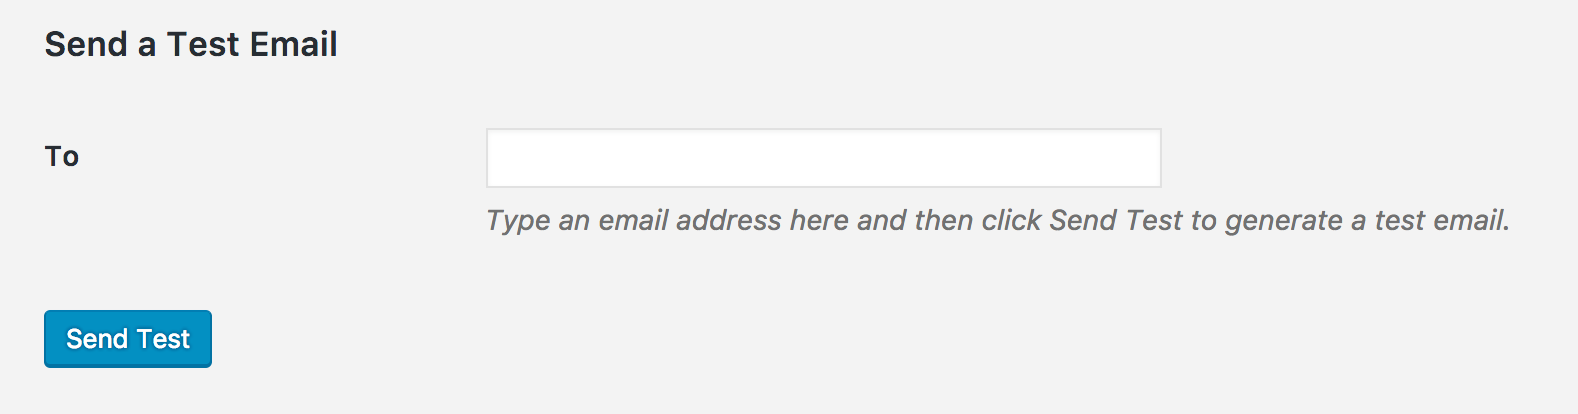 Send a Test Email
To
Type an email address here and then click Send Test to generate a test email.
Send Test